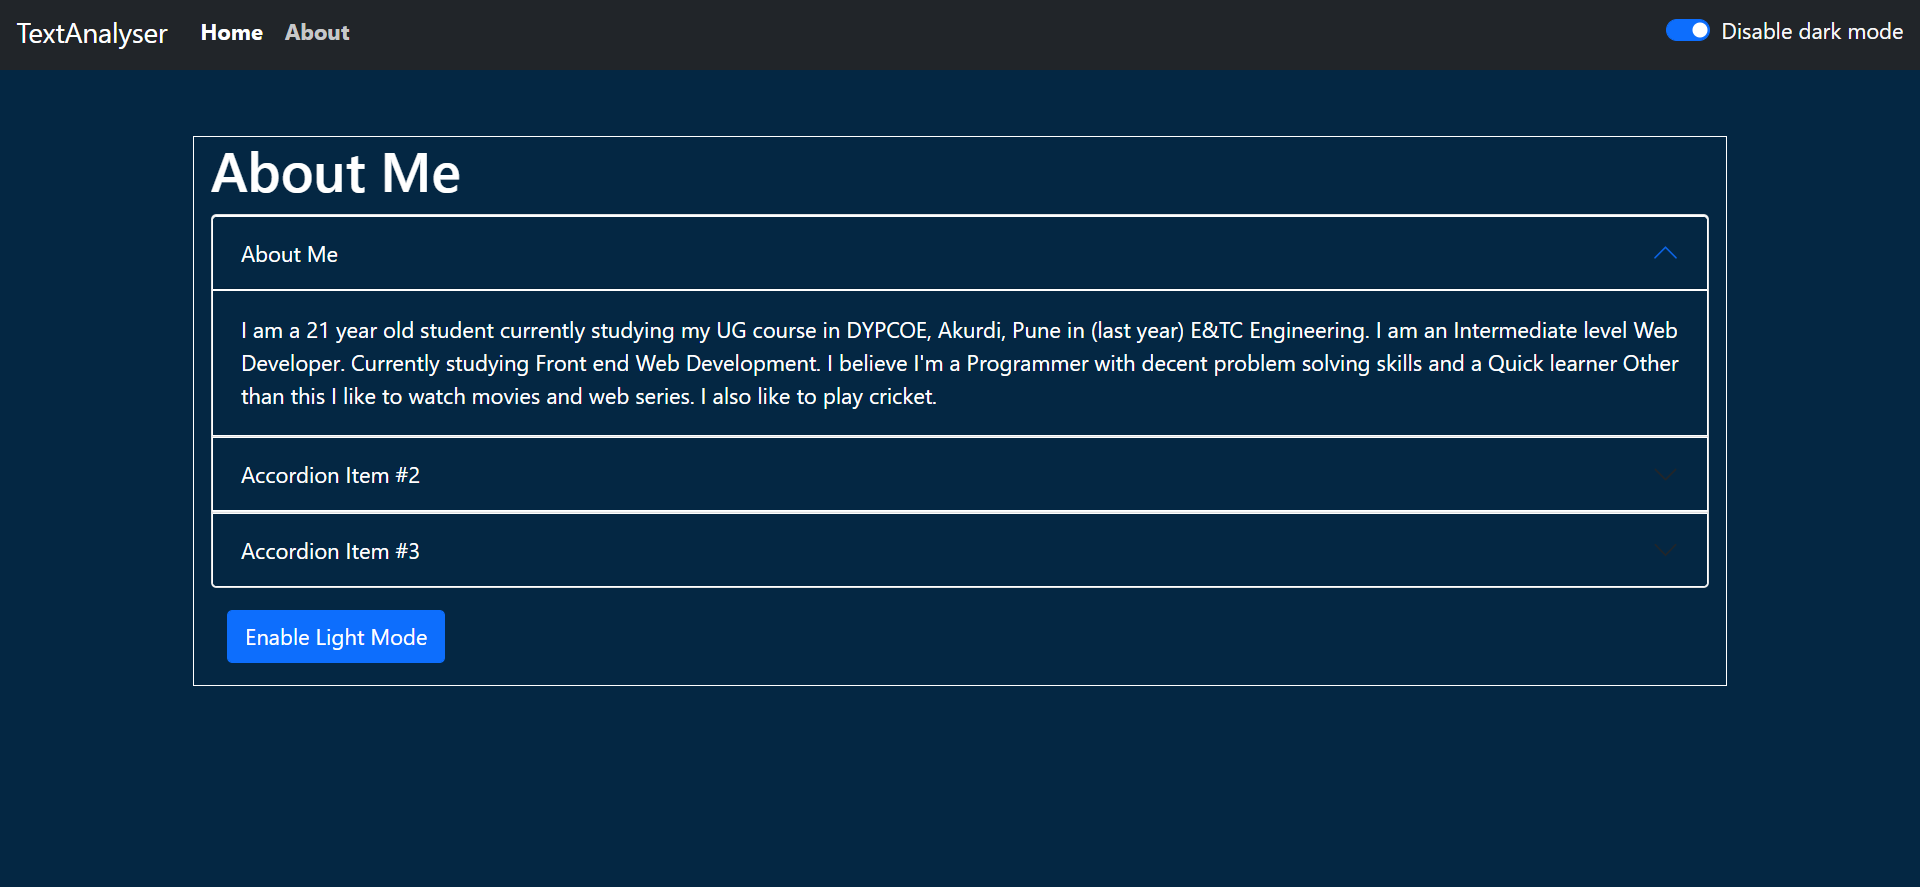 TextAnalyser Home About Disable dark mode
About Me
About Me
I am a 21 year old student currently studying my UG course in DYPCOE, Akurdi, Pune in (last year) E&TC Engineering. I am an Intermediate level Web
Developer. Currently studying Front end Web Development. I believe I'm a Programmer with decent problem solving skills and a Quick learner Other
than this I like to watch movies and web series. I also like to play cricket.
Accordion Item #2
Accordion Item #3
Enable Light Mode